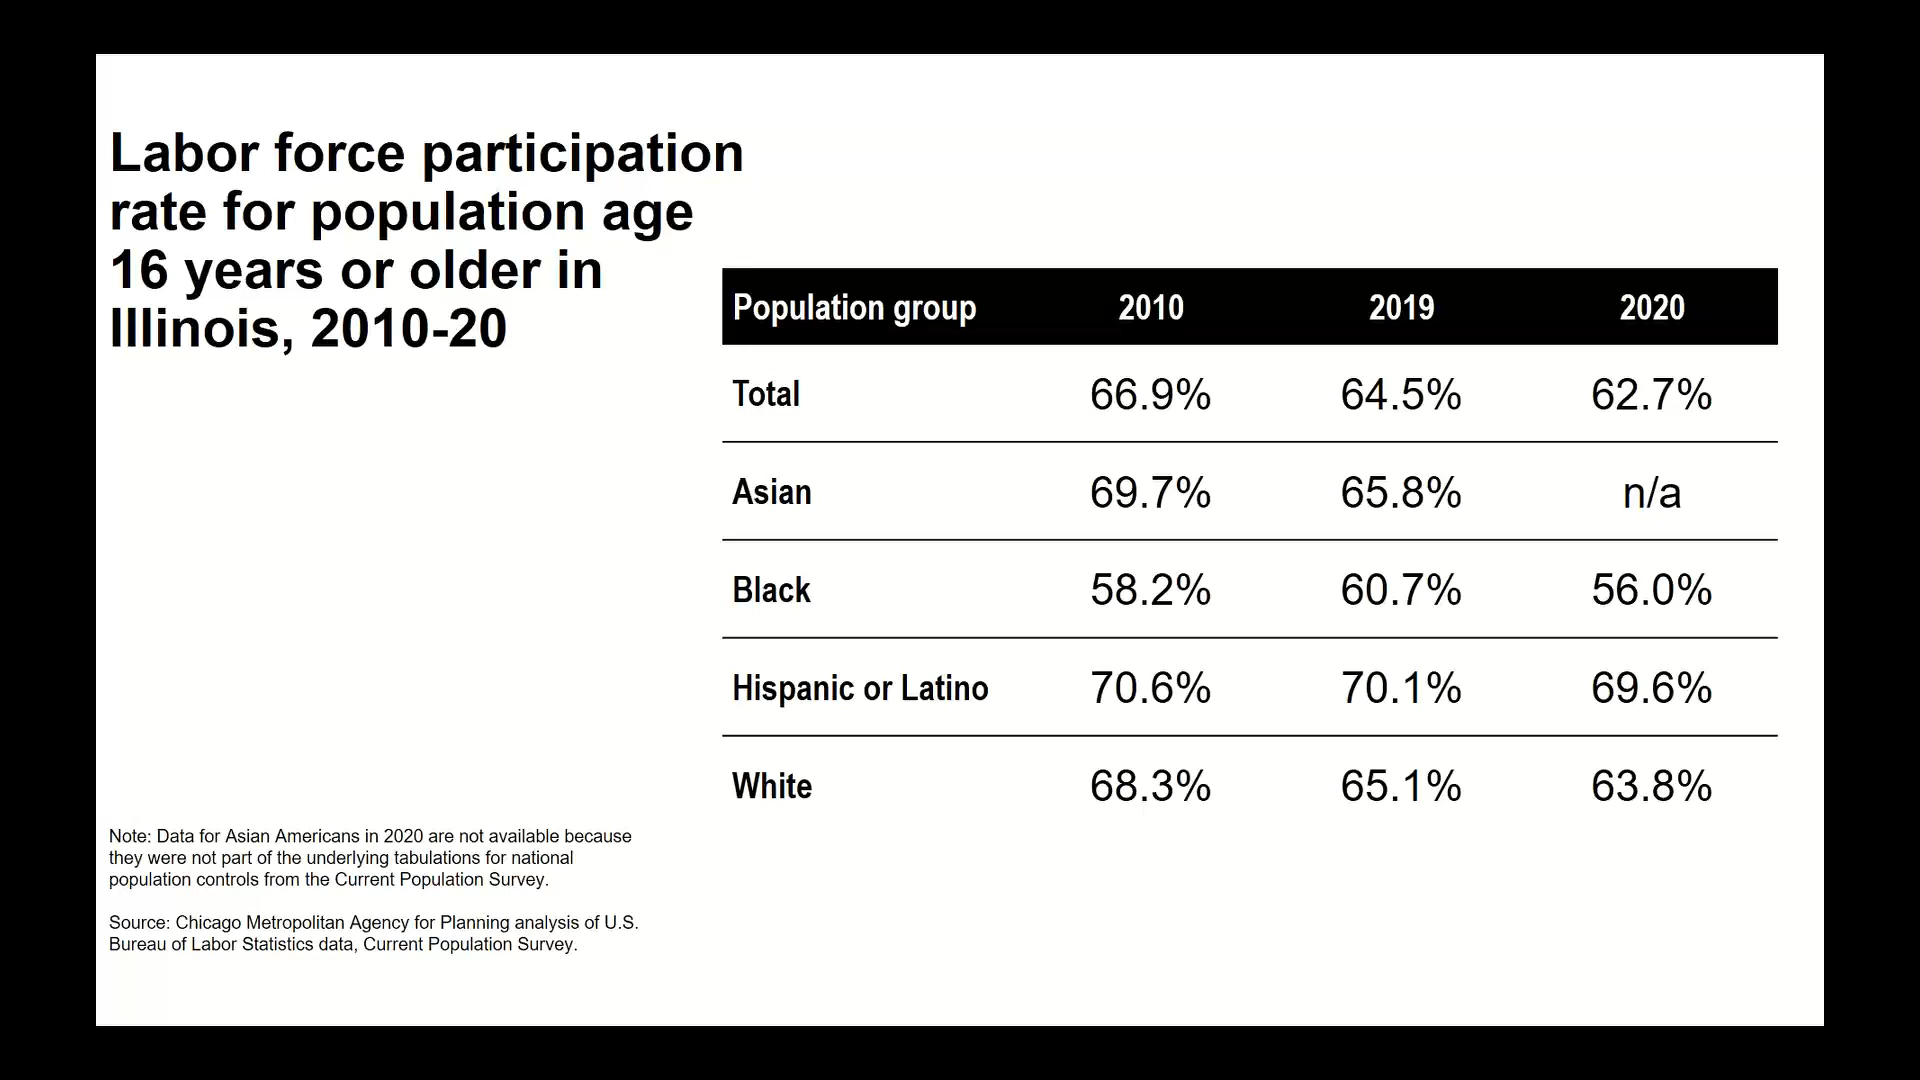 Labor force participation
rate for population age
16 years or older in
Illinois, 2010-20
Population group 2010 2019 2020
Total 66.9% 64.5% 62.7%
Asian 69.7% 65.8% n/a
Black 58.2% 60.7% 56.0%
Hispanic or Latino 70.6% 70.1% 69.6%
White 68.3% 65.1% 63.8%
Note: Data for Asian Americans in 2020 are not available because
they were not part of the underlying tabulations for national
population controls from the Current Population Survey.
Source: Chicago Metropolitan Agency for Planning analysis of U.S.
Bureau of Labor Statistics data, Current Population Survey.